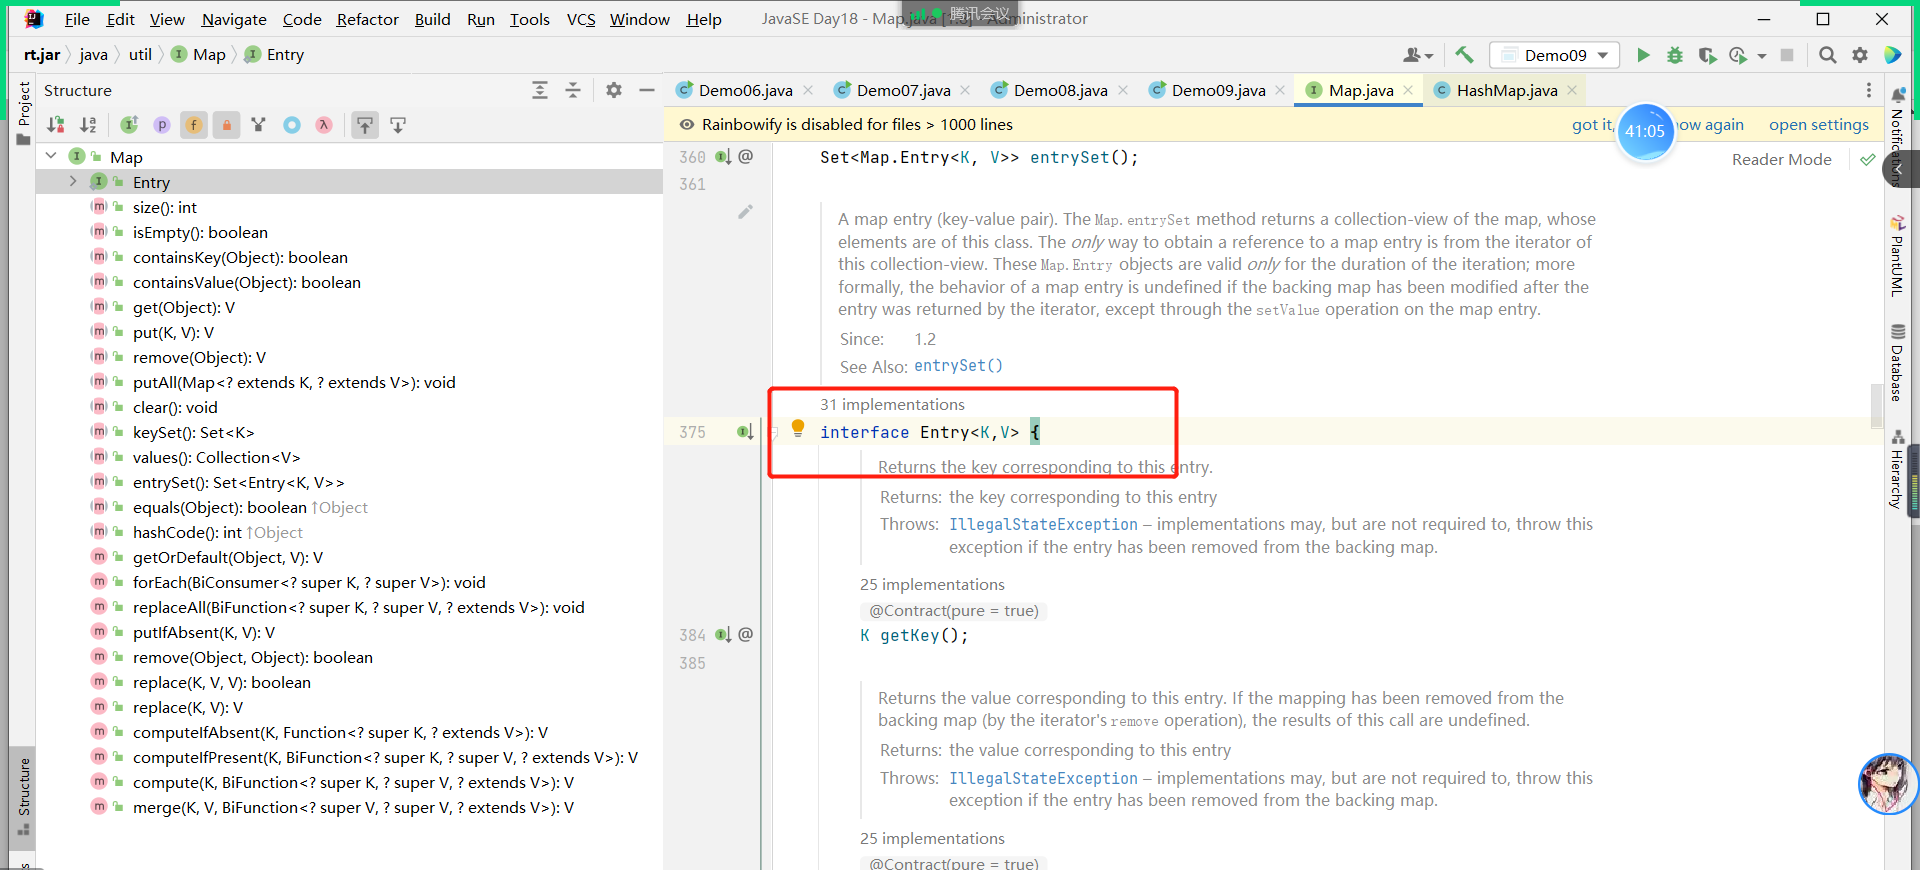 File Edit View Navigate Code Refactor Build Run Tools VCS Window Help JavaSE Day18 - Map.java Administrator
腾讯会议
rt.jar java util Map Entry
Demo09
Project
Structure
Map
Entry
size(): int
isEmpty(): boolean
containsKey(Object): boolean
containsValue(Object): boolean
get(Object): V
put(K, V): V
remove(Object): V
putAll(Map<? extends K, ? extends V>): void
clear(): void
keySet(): Set<K>
values(): Collection<V>
entrySet(): Set<Entry<K, V>>
equals(Object): boolean ↑Object
hashCode(): int ↑Object
getOrDefault(Object, V): V
forEach(BiConsumer<? super K, ? super V>): void
replaceAll(BiFunction<? super K, ? super V, ? extends V>): void
putIfAbsent(K, V): V
remove(Object, Object): boolean
replace(K, V, V): boolean
replace(K, V): V
computeIfAbsent(K, Function<? super K, ? extends V>): V
computeIfPresent(K, BiFunction<? super K, ? super V, ? extends V>): V
compute(K, BiFunction<? super K, ? super V, ? extends V>): V
merge(K, V, BiFunction<? super V, ? super V, ? extends V>): V
Structure
Demo06.java Demo07.java Demo08.java Demo09.java Map.java HashMap.java
Rainbowify is disabled for files > 1000 lines
got it, now again open settings
41:05
Reader Mode
360 @ Set<Map.Entry<K, V>> entrySet();
361
A map entry (key-value pair). The Map.entrySet method returns a collection-view of the map, whose
elements are of this class. The only way to obtain a reference to a map entry is from the iterator of
this collection-view. These Map.Entry objects are valid only for the duration of the iteration; more
formally, the behavior of a map entry is undefined if the backing map has been modified after the
entry was returned by the iterator, except through the setValue operation on the map entry.
Since: 1.2
See Also: entrySet()
31 implementations
375 interface Entry<K,V> {
Returns the key corresponding to this entry.
Returns: the key corresponding to this entry
Throws: IllegalStateException – implementations may, but are not required to, throw this
exception if the entry has been removed from the backing map.
25 implementations
@Contract(pure = true)
384 @ K getKey();
385
Returns the value corresponding to this entry. If the mapping has been removed from the
backing map (by the iterator's remove operation), the results of this call are undefined.
Returns: the value corresponding to this entry
Throws: IllegalStateException – implementations may, but are not required to, throw this
exception if the entry has been removed from the backing map.
25 implementations
@Contract(pure = true)
Notifications
PlantUML
Database
Hierarchy